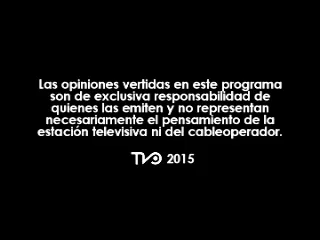 Las opiniones vertidas en este programa
son de exclusiva responsabilidad de
quienes las emiten y no representan
necesariamente el pensamiento de la
estación televisiva ni del cableoperador.
TVO 2015